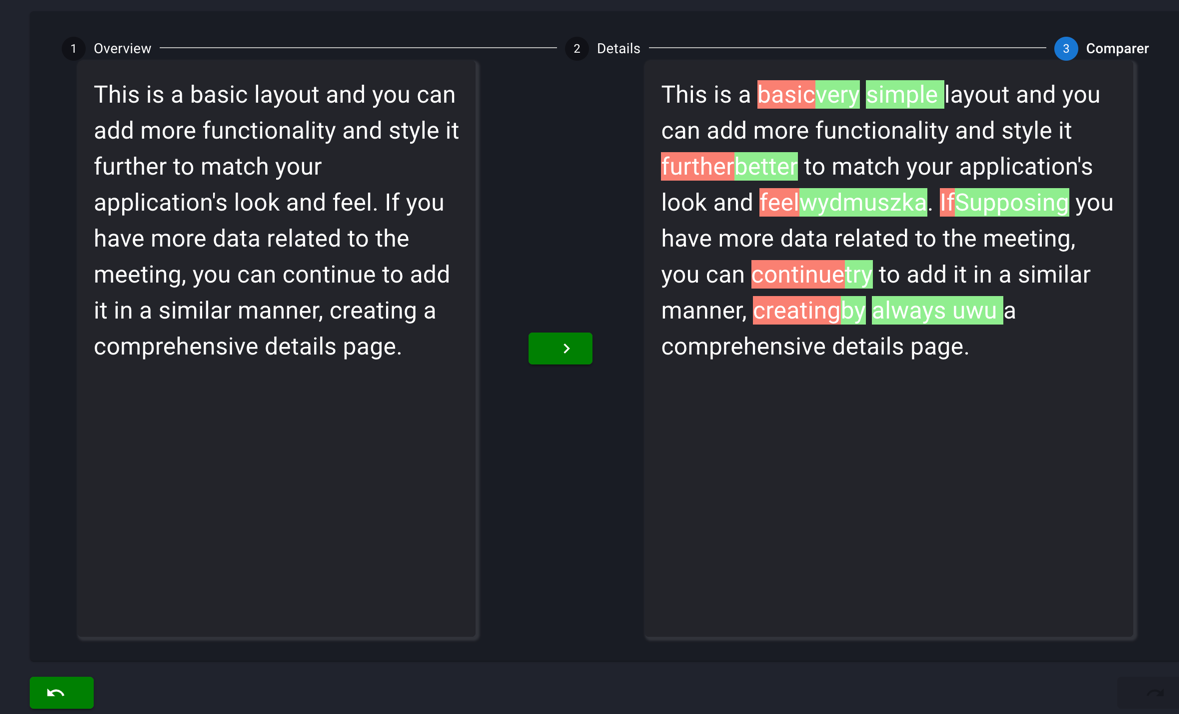 1 Overview 2 Details 3 Comparer
This is a basic layout and you can
add more functionality and style it
further to match your
application's look and feel. If you
have more data related to the
meeting, you can continue to add
it in a similar manner, creating a
comprehensive details page.
This is a basicvery simple layout and you
can add more functionality and style it
furtherbetter to match your application's
look and feelwydmuszka. IfSupposing you
have more data related to the meeting,
you can continuetry to add it in a similar
manner, creatingby always uwu a
comprehensive details page.